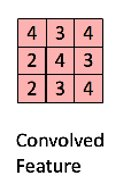 4 3 4
2 4 3
2 3 4
Convolved
Feature